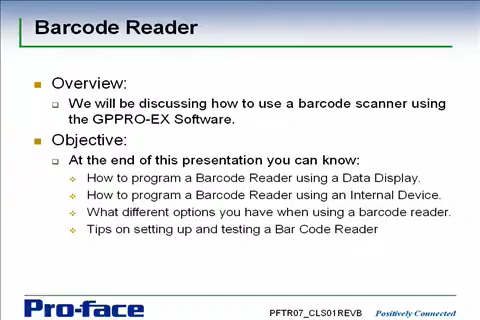 Barcode Reader
Overview:
We will be discussing how to use a barcode scanner using
the GPPRO-EX Software.
Objective:
At the end of this presentation you can know:
How to program a Barcode Reader using a Data Display.
How to program a Barcode Reader using an Internal Device.
What different options you have when using a barcode reader.
Tips on setting up and testing a Bar Code Reader
Pro-face
PFTR07_CLS01REVB
Positively Connected